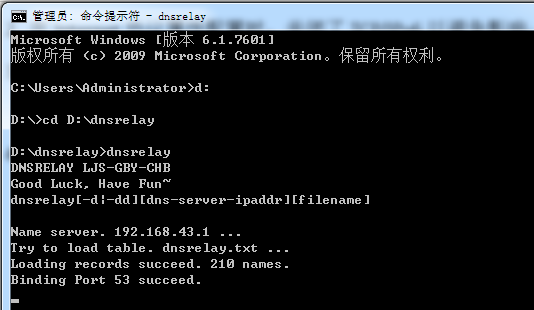 管理员: 命令提示符 - dnsrelay
Microsoft Windows [版本 6.1.7601]
版权所有 (c) 2009 Microsoft Corporation。保留所有权利。
C:\Users\Administrator>d:
D:\>cd D:\dnsrelay
D:\dnsrelay>dnsrelay
DNSRELAY LJS-GBY-CHB
Good Luck, Have Fun~
dnsrelay[-d¦-dd][dns-server-ipaddr][filename]
Name server. 192.168.43.1 ...
Try to load table. dnsrelay.txt ...
Loading records succeed. 210 names.
Binding Port 53 succeed.